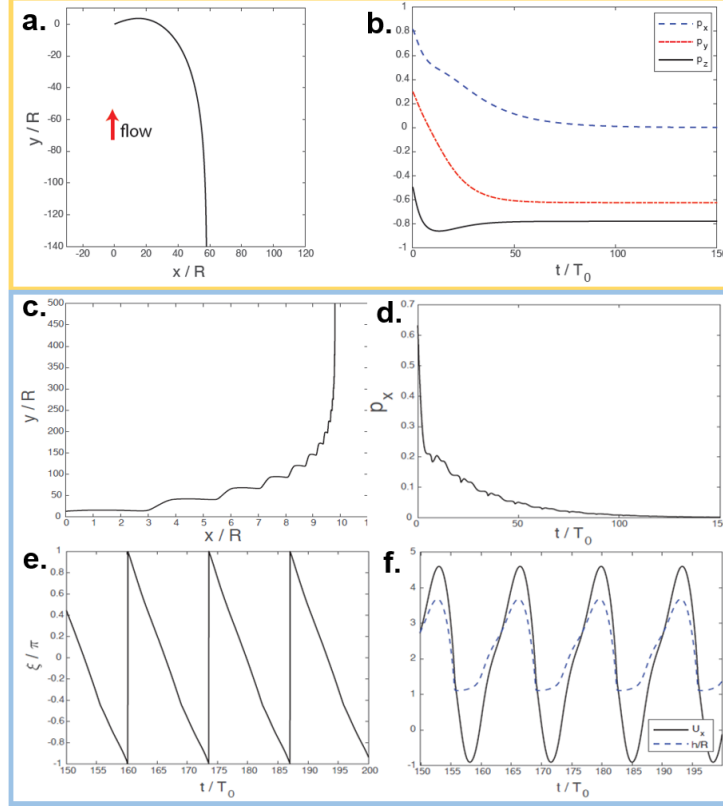 a.
0
-20
-40
-60
-80
-100
-120
-140
y / R
flow
-20 0 20 40 60 80 100 120
x / R
b.
1
0.8
0.6
0.4
0.2
0
-0.2
-0.4
-0.6
-0.8
-1
p_x
p_y
p_z
0 50 100 150
t / T_0
c.
500
450
400
350
300
250
200
150
100
50
0
y / R
0 1 2 3 4 5 6 7 8 9 10
x / R
d.
0.7
0.6
0.5
0.4
0.3
0.2
0.1
0
p_x
0 50 100 150
t / T_0
e.
1
0.8
0.6
0.4
0.2
0
-0.2
-0.4
-0.6
-0.8
-1
ξ / π
150 155 160 165 170 175 180 185 190 195 200
t / T_0
f.
5
4
3
2
1
0
-1
U_x
h/R
150 155 160 165 170 175 180 185 190 195
t / T_0